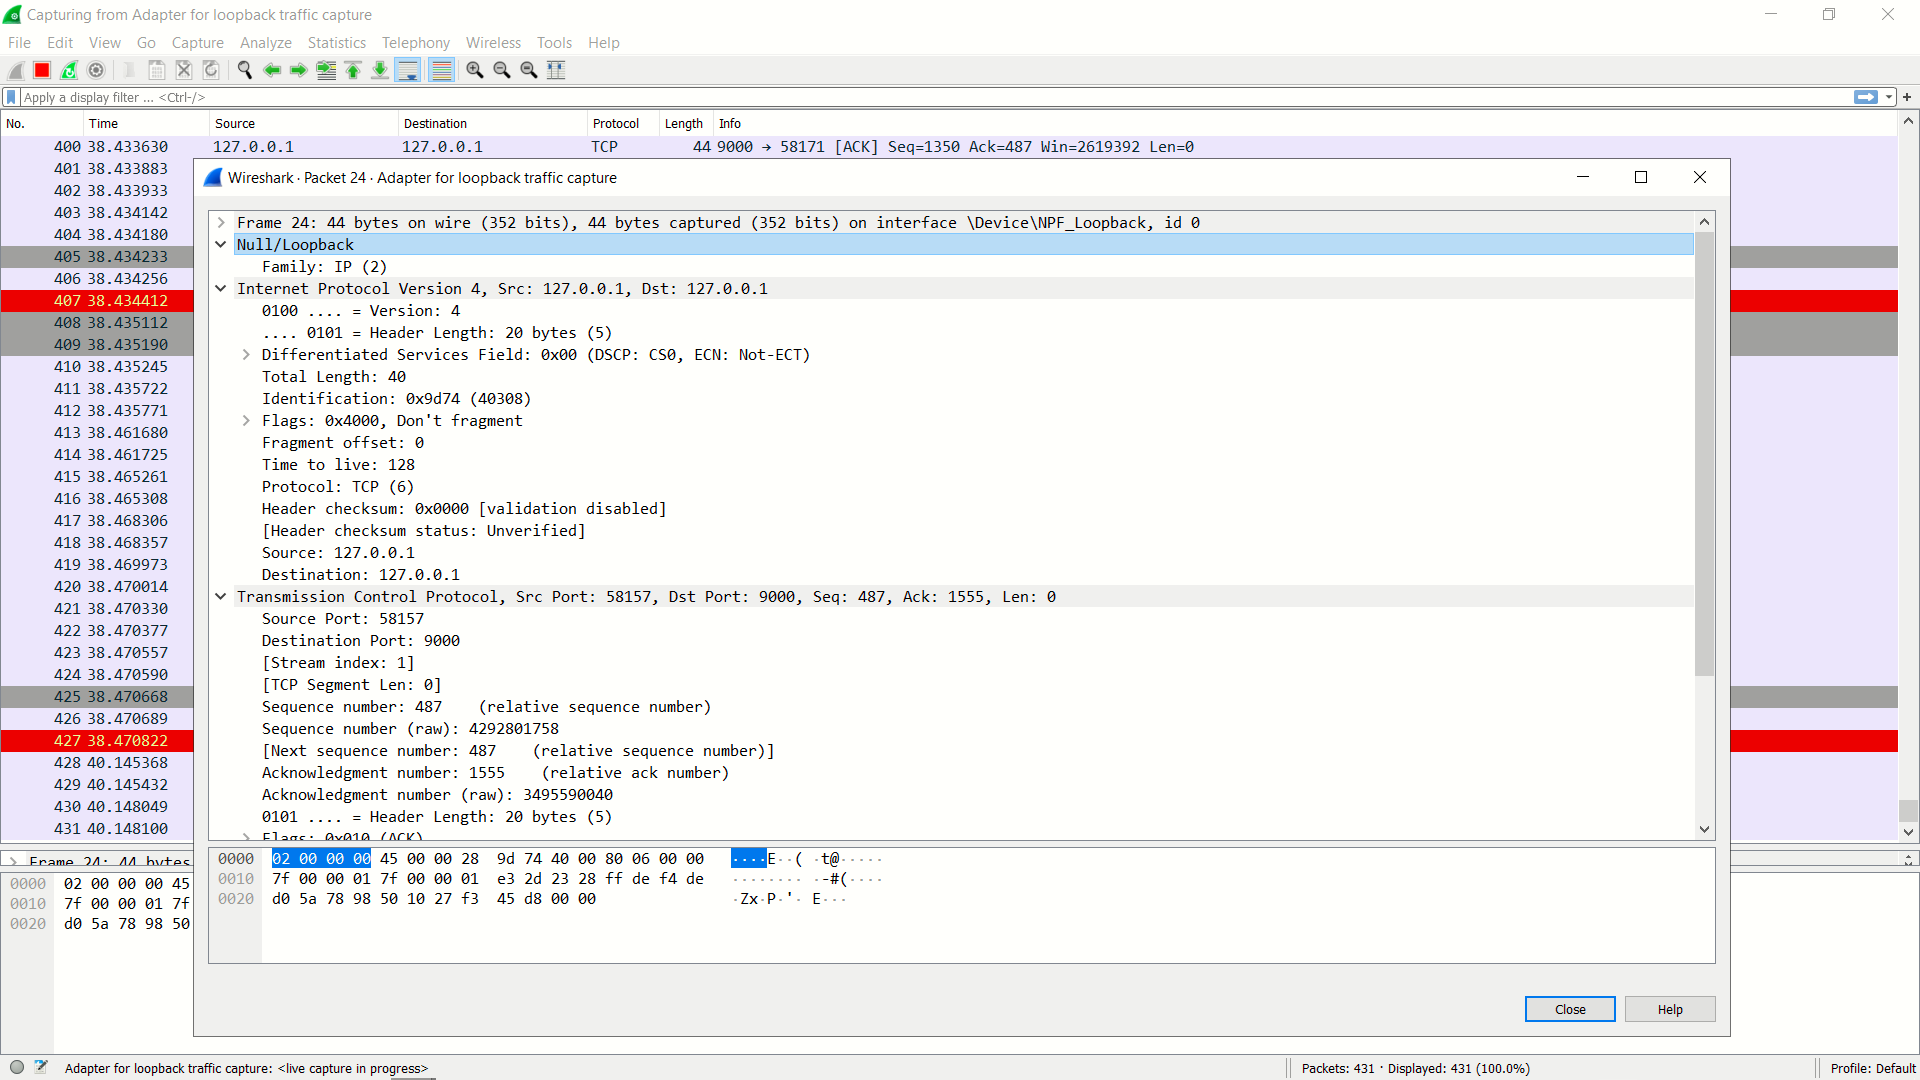 Capturing from Adapter for loopback traffic capture
File Edit View Go Capture Analyze Statistics Telephony Wireless Tools Help
Apply a display filter ... <Ctrl-/>
No. Time Source Destination Protocol Length Info
400 38.433630 127.0.0.1 127.0.0.1 TCP 44 9000 → 58171 [ACK] Seq=1350 Ack=487 Win=2619392 Len=0
401 38.433883
402 38.433933
403 38.434142
404 38.434180
405 38.434233
406 38.434256
407 38.434412
408 38.435112
409 38.435190
410 38.435245
411 38.435722
412 38.435771
413 38.461680
414 38.461725
415 38.465261
416 38.465308
417 38.468306
418 38.468357
419 38.469973
420 38.470014
421 38.470330
422 38.470377
423 38.470557
424 38.470590
425 38.470668
426 38.470689
427 38.470822
428 40.145368
429 40.145432
430 40.148049
431 40.148100
Wireshark · Packet 24 · Adapter for loopback traffic capture
Frame 24: 44 bytes on wire (352 bits), 44 bytes captured (352 bits) on interface \Device\NPF_Loopback, id 0
Null/Loopback
Family: IP (2)
Internet Protocol Version 4, Src: 127.0.0.1, Dst: 127.0.0.1
0100 .... = Version: 4
.... 0101 = Header Length: 20 bytes (5)
Differentiated Services Field: 0x00 (DSCP: CS0, ECN: Not-ECT)
Total Length: 40
Identification: 0x9d74 (40308)
Flags: 0x4000, Don't fragment
Fragment offset: 0
Time to live: 128
Protocol: TCP (6)
Header checksum: 0x0000 [validation disabled]
[Header checksum status: Unverified]
Source: 127.0.0.1
Destination: 127.0.0.1
Transmission Control Protocol, Src Port: 58157, Dst Port: 9000, Seq: 487, Ack: 1555, Len: 0
Source Port: 58157
Destination Port: 9000
[Stream index: 1]
[TCP Segment Len: 0]
Sequence number: 487 (relative sequence number)
Sequence number (raw): 4292801758
[Next sequence number: 487 (relative sequence number)]
Acknowledgment number: 1555 (relative ack number)
Acknowledgment number (raw): 3495590040
0101 .... = Header Length: 20 bytes (5)
Flags: 0x010 (ACK)
0000 02 00 00 00 45 00 00 28 9d 74 40 00 80 06 00 00 ····E··( ·t@·····
0010 7f 00 00 01 7f 00 00 01 e3 2d 23 28 ff de f4 de ········ ·-#(····
0020 d0 5a 78 98 50 10 27 f3 45 d8 00 00 ·Zx·P·'· E···
Close Help
Frame 24: 44 bytes
0000 02 00 00 00 45
0010 7f 00 00 01 7f
0020 d0 5a 78 98 50
Adapter for loopback traffic capture: <live capture in progress>
Packets: 431 · Displayed: 431 (100.0%)
Profile: Default